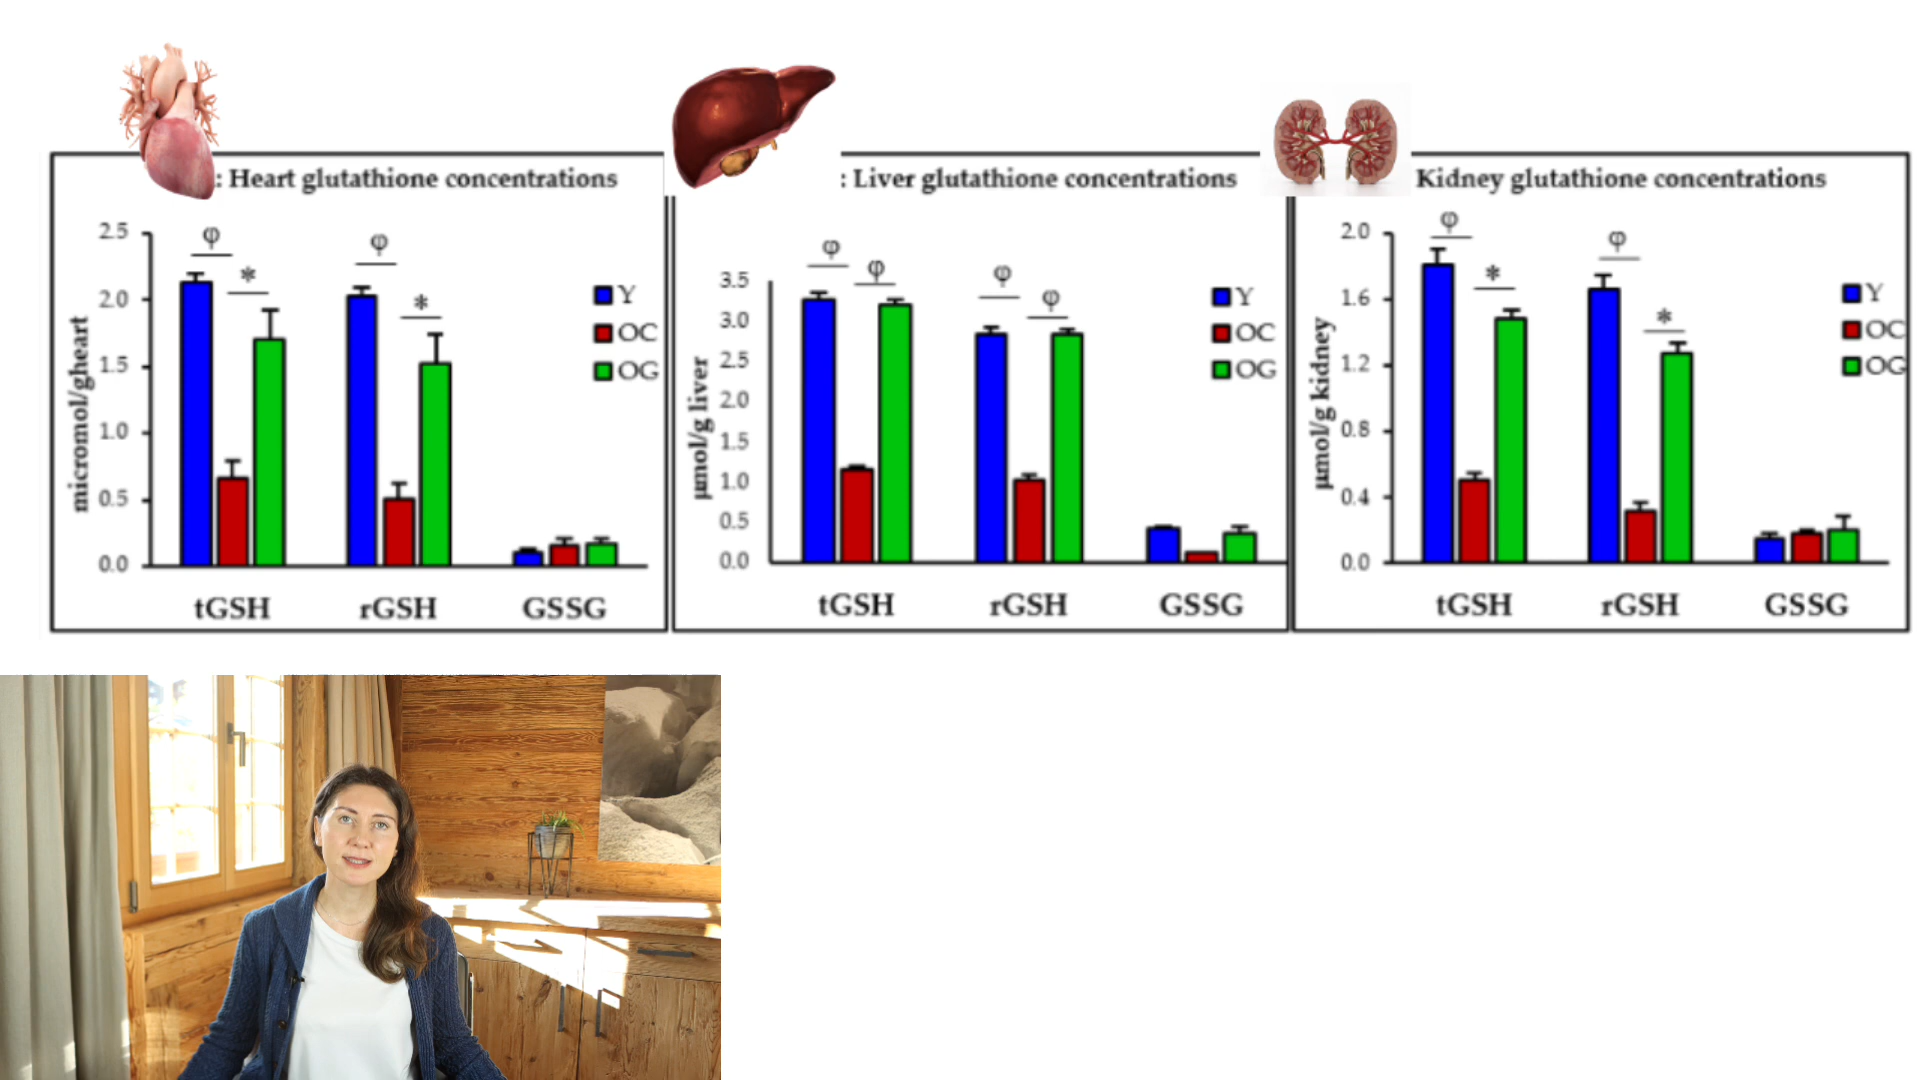 : Heart glutathione concentrations
φ
φ
*
*
2.5
2.0
1.5
1.0
0.5
0.0
micromol/gheart
Y
OC
OG
tGSH rGSH GSSG
: Liver glutathione concentrations
φ
φ
φ
φ
3.5
3.0
2.5
2.0
1.5
1.0
0.5
0.0
µmol/g liver
Y
OC
OG
tGSH rGSH GSSG
Kidney glutathione concentrations
φ
φ
*
*
2.0
1.6
1.2
0.8
0.4
0.0
µmol/g kidney
Y
OC
OG
tGSH rGSH GSSG